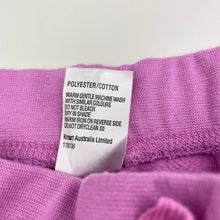 POLYESTER/COTTON
WARM GENTLE MACHINE WASH
WITH SIMILAR COLOURS
DO NOT BLEACH
DRY IN SHADE
WARM IRON ON REVERSE SIDE
DO NOT DRYCLEAN S8
Kmart Australia Limited